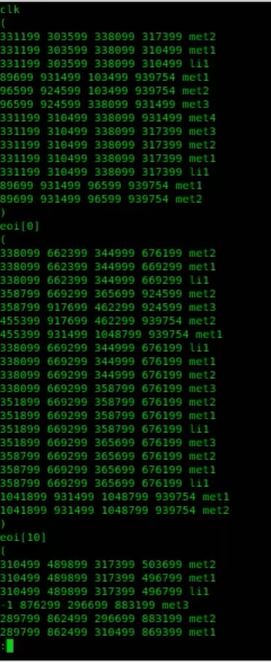 clk
(
331199 303599 338099 317399 met2
331199 303599 338099 310499 met1
331199 303599 338099 310499 li1
89699 931499 103499 939754 met1
96599 924599 103499 939754 met2
96599 924599 338099 931499 met3
331199 310499 338099 931499 met4
331199 310499 338099 317399 met3
331199 310499 338099 317399 met2
331199 310499 338099 317399 met1
331199 310499 338099 317399 li1
89699 931499 96599 939754 met1
89699 931499 96599 939754 met2
)
eoi[0]
(
338099 662399 344999 676199 met2
338099 662399 344999 669299 met1
338099 662399 344999 669299 li1
358799 669299 365699 924599 met2
358799 917699 462299 924599 met3
455399 917699 462299 939754 met2
455399 931499 1048799 939754 met1
338099 669299 344999 676199 li1
338099 669299 344999 676199 met1
338099 669299 344999 676199 met2
338099 669299 358799 676199 met3
351899 669299 358799 676199 met2
351899 669299 358799 676199 met1
351899 669299 358799 676199 li1
351899 669299 365699 676199 met3
358799 669299 365699 676199 met2
358799 669299 365699 676199 met1
358799 669299 365699 676199 li1
1041899 931499 1048799 939754 met1
1041899 931499 1048799 939754 met2
)
eoi[10]
(
310499 489899 317399 503699 met2
310499 489899 317399 496799 met1
310499 489899 317399 496799 li1
-1 876299 296699 883199 met3
289799 862499 296699 883199 met2
289799 862499 310499 869399 met1
: